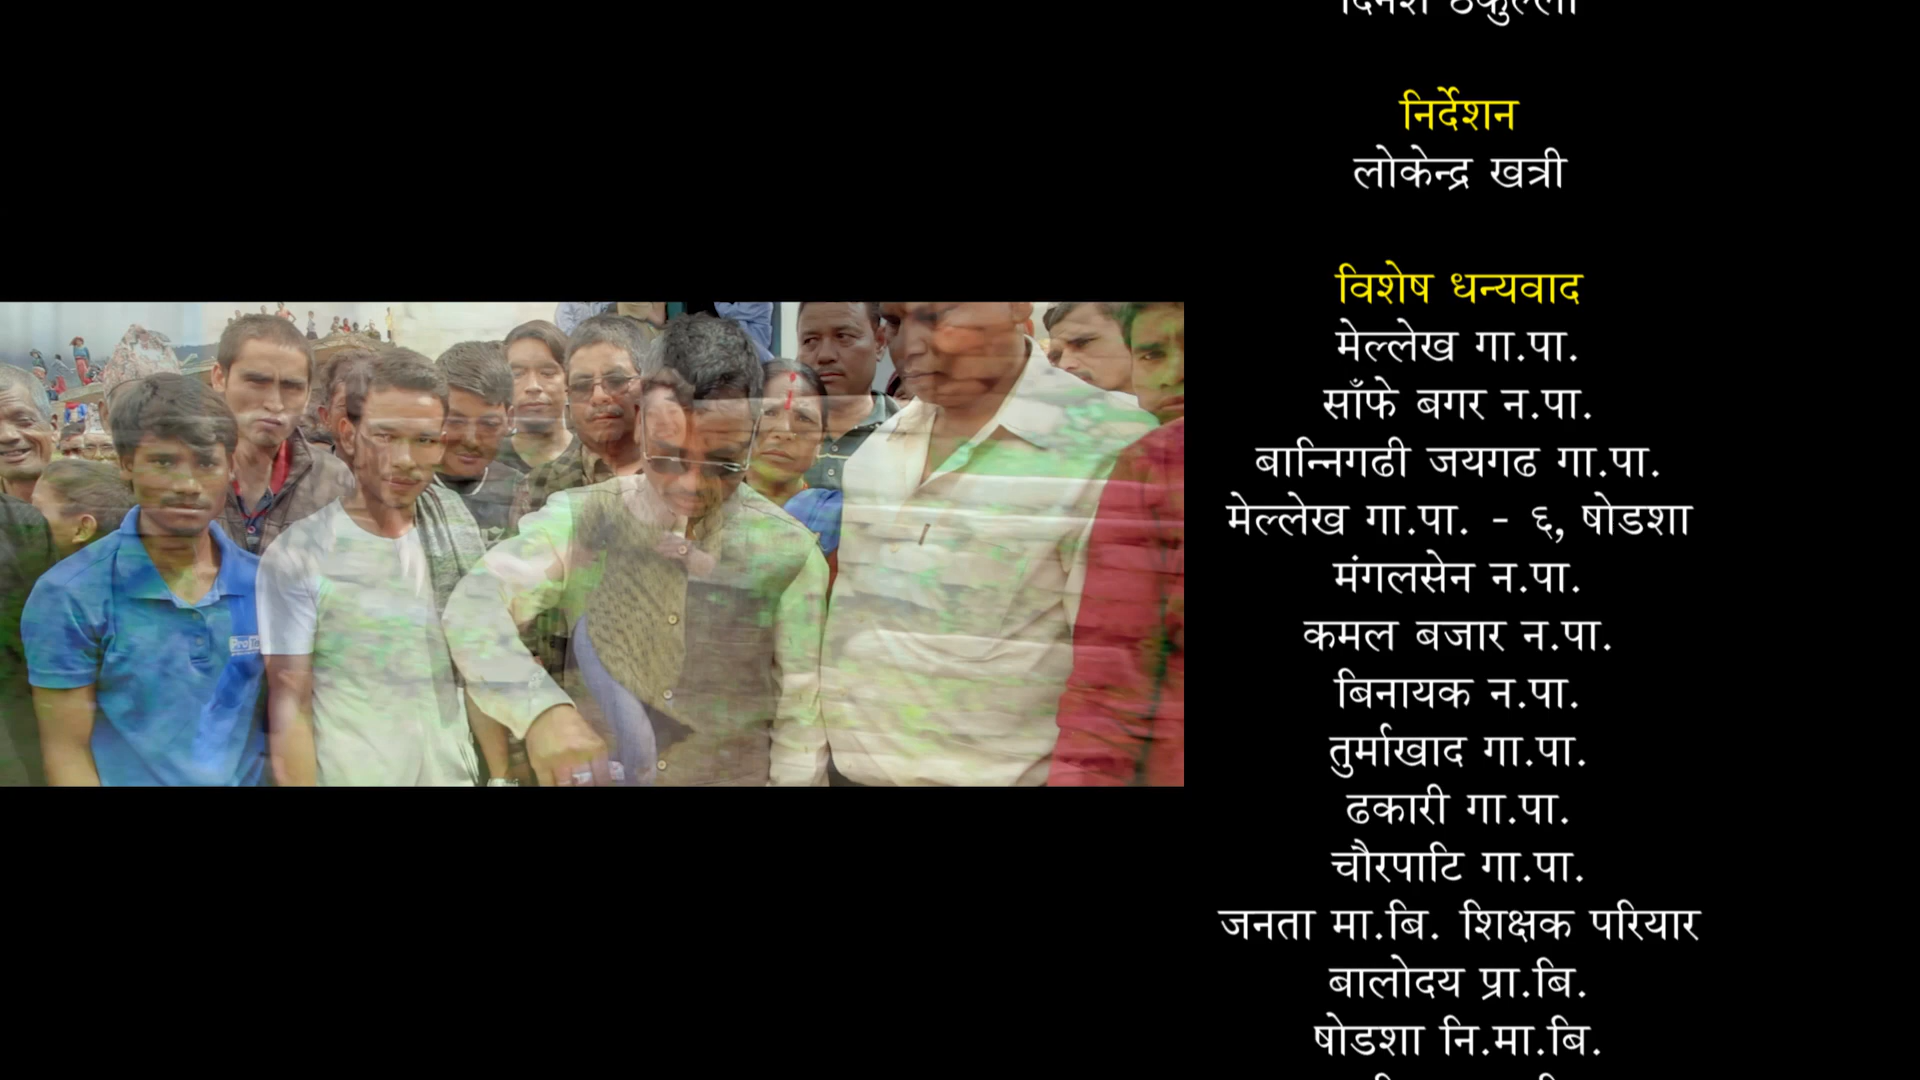 दिनेश ठकुल्ला
निर्देशन
लोकेन्द्र खत्री
विशेष धन्यवाद
मेल्लेख गा.पा.
साँफे बगर न.पा.
बान्निगढी जयगढ गा.पा.
मेल्लेख गा.पा. - ६, षोडशा
मंगलसेन न.पा.
कमल बजार न.पा.
बिनायक न.पा.
तुर्माखाद गा.पा.
ढकारी गा.पा.
चौरपाटि गा.पा.
जनता मा.बि. शिक्षक परियार
बालोदय प्रा.बि.
षोडशा नि.मा.बि.